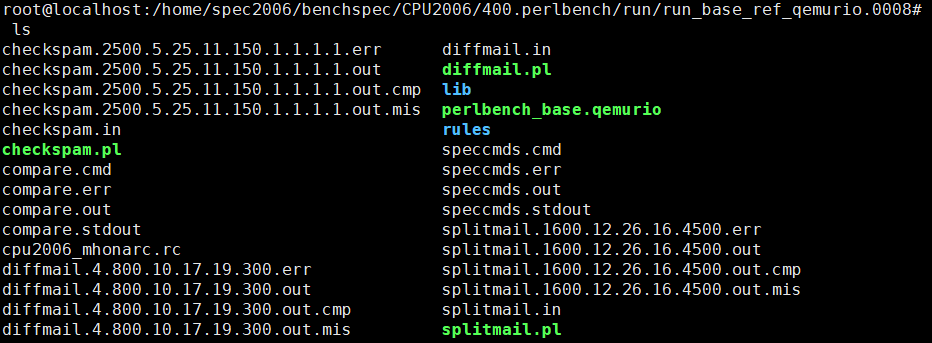 root@localhost:/home/spec2006/benchspec/CPU2006/400.perlbench/run/run_base_ref_qemurio.0008#
ls
checkspam.2500.5.25.11.150.1.1.1.1.err diffmail.in
checkspam.2500.5.25.11.150.1.1.1.1.out diffmail.pl
checkspam.2500.5.25.11.150.1.1.1.1.out.cmp lib
checkspam.2500.5.25.11.150.1.1.1.1.out.mis perlbench_base.qemurio
checkspam.in rules
checkspam.pl speccmds.cmd
compare.cmd speccmds.err
compare.err speccmds.out
compare.out speccmds.stdout
compare.stdout splitmail.1600.12.26.16.4500.err
cpu2006_mhonarc.rc splitmail.1600.12.26.16.4500.out
diffmail.4.800.10.17.19.300.err splitmail.1600.12.26.16.4500.out.cmp
diffmail.4.800.10.17.19.300.out splitmail.1600.12.26.16.4500.out.mis
diffmail.4.800.10.17.19.300.out.cmp splitmail.in
diffmail.4.800.10.17.19.300.out.mis splitmail.pl